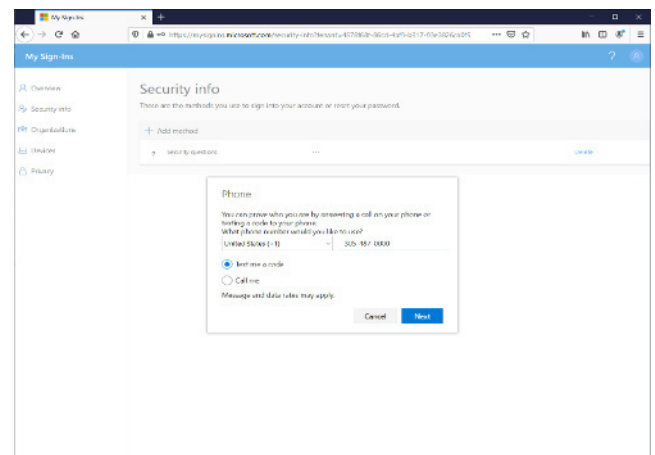 My Sign-Ins
My Sign-Ins
?
Overview
Security info
Organizations
Devices
Privacy
Security info
These are the methods you use to sign into your account or reset your password.
+ Add method
Security questions
Delete
Phone
You can prove who you are by answering a call on your phone or
texting a code to your phone.
What phone number would you like to use?
United States (+1)
Text me a code
Call me
Message and data rates may apply.
Cancel Next